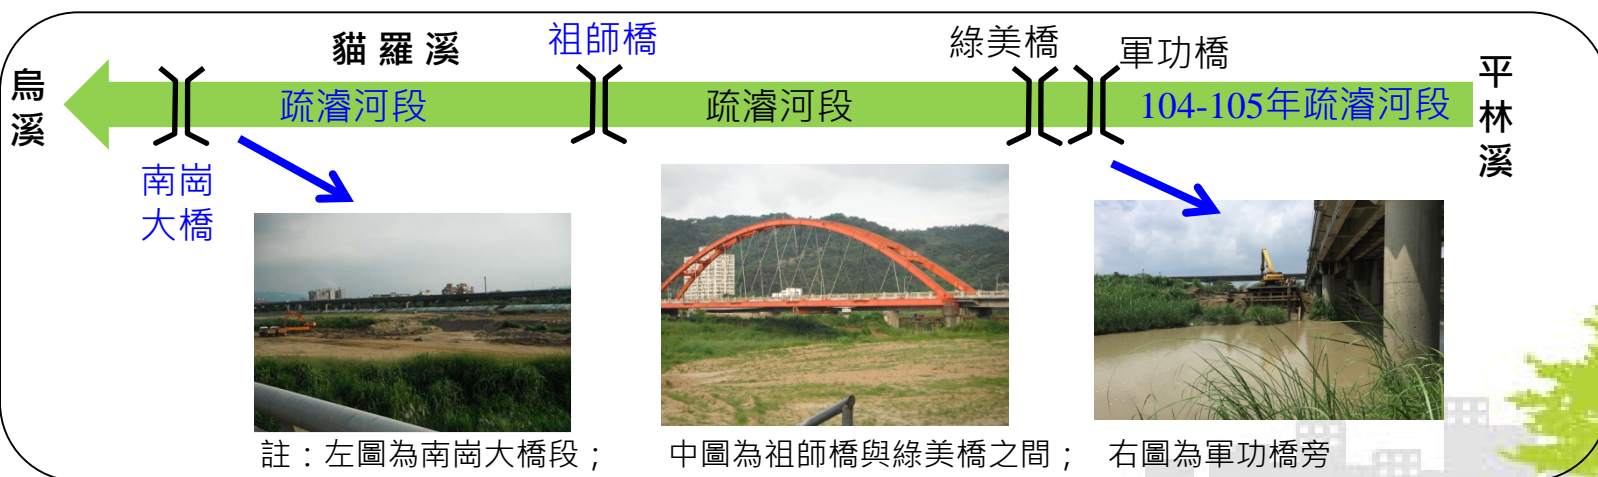 貓羅溪
祖師橋
綠美橋
軍功橋
烏溪
疏濬河段
疏濬河段
104-105年疏濬河段
平林溪
南崗
大橋
註：左圖為南崗大橋段；
中圖為祖師橋與綠美橋之間；
右圖為軍功橋旁